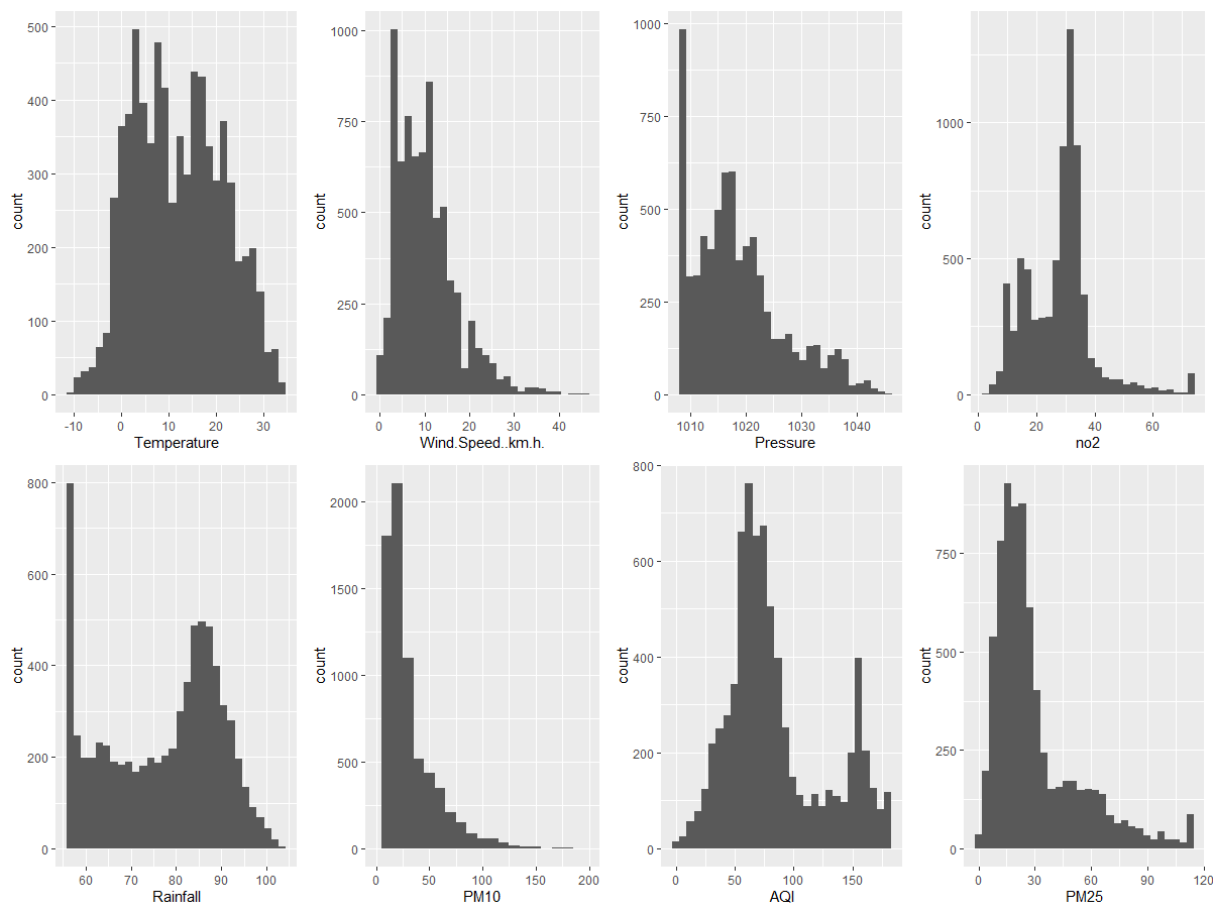 500
400
300
200
100
0
count
-10 0 10 20 30
Temperature
1000
750
500
250
0
count
0 10 20 30 40
Wind.Speed..km.h.
1000
750
500
250
0
count
1010 1020 1030 1040
Pressure
1000
500
0
count
0 20 40 60
no2
800
600
400
200
0
count
60 70 80 90 100
Rainfall
2000
1500
1000
500
0
count
0 50 100 150 200
PM10
800
600
400
200
0
count
0 50 100 150
AQI
750
500
250
0
count
0 30 60 90 120
PM25